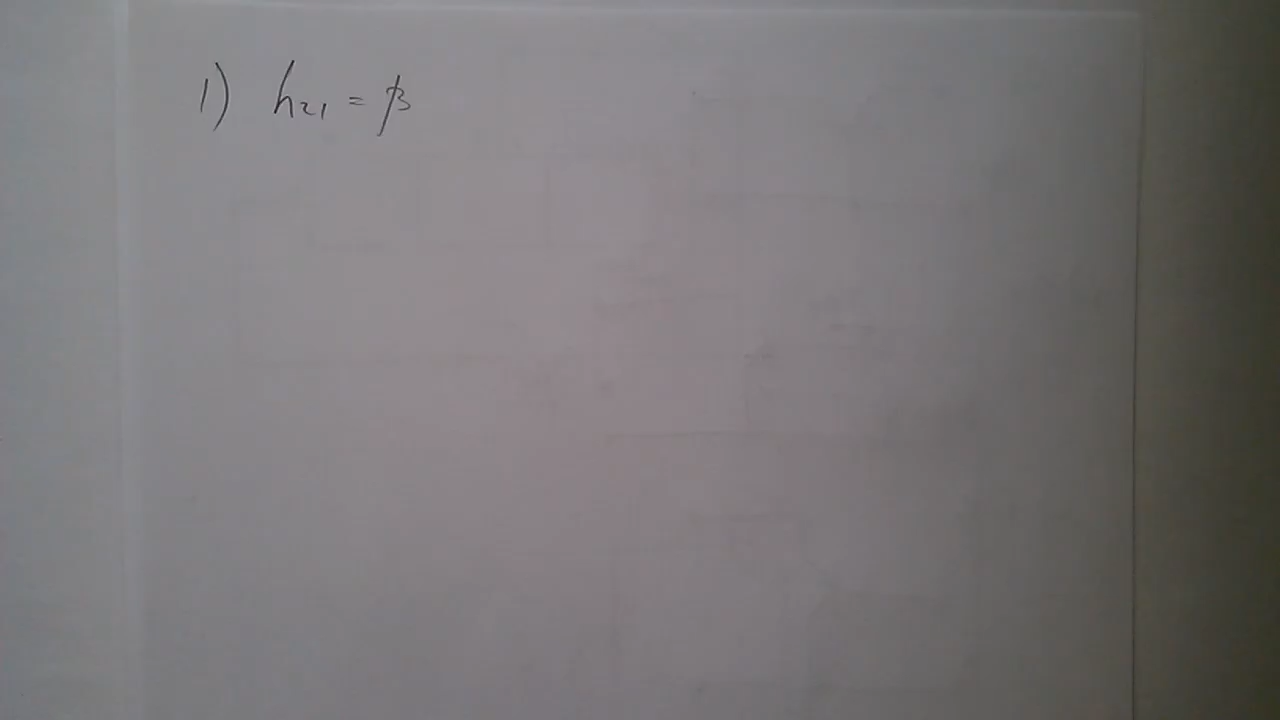 1) h21 = β